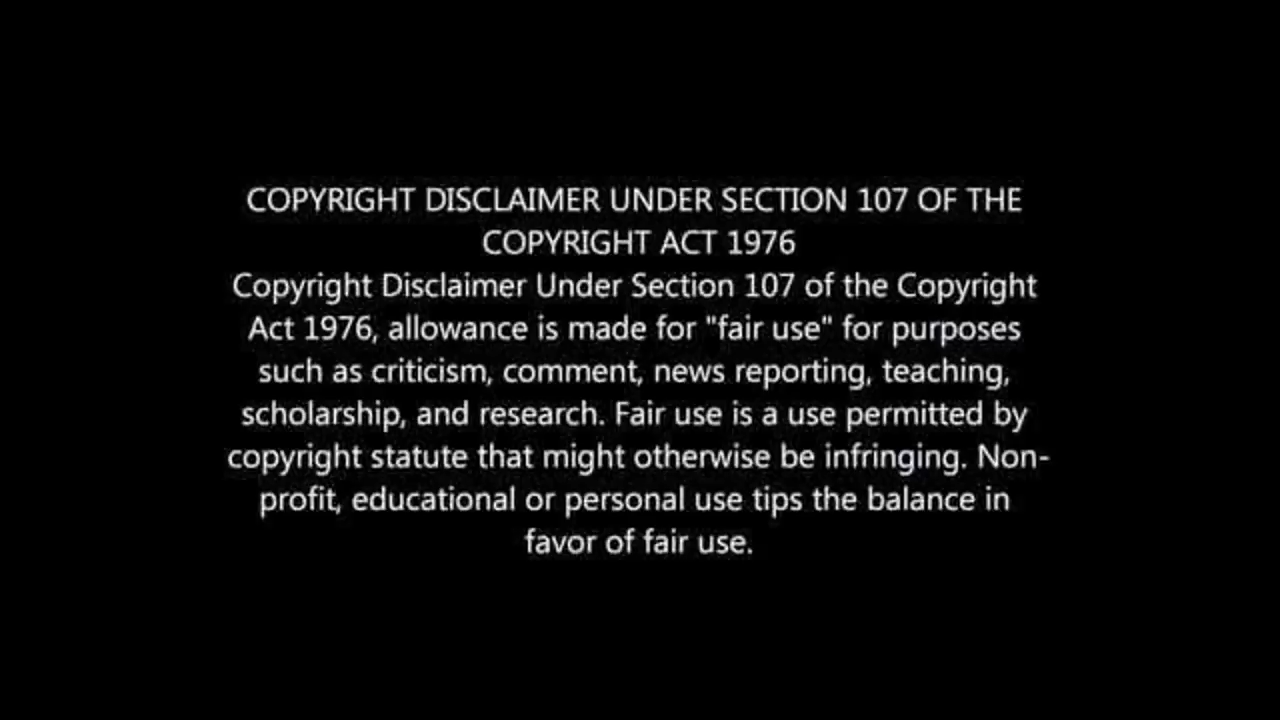 COPYRIGHT DISCLAIMER UNDER SECTION 107 OF THE
COPYRIGHT ACT 1976
Copyright Disclaimer Under Section 107 of the Copyright
Act 1976, allowance is made for "fair use" for purposes
such as criticism, comment, news reporting, teaching,
scholarship, and research. Fair use is a use permitted by
copyright statute that might otherwise be infringing. Non-
profit, educational or personal use tips the balance in
favor of fair use.